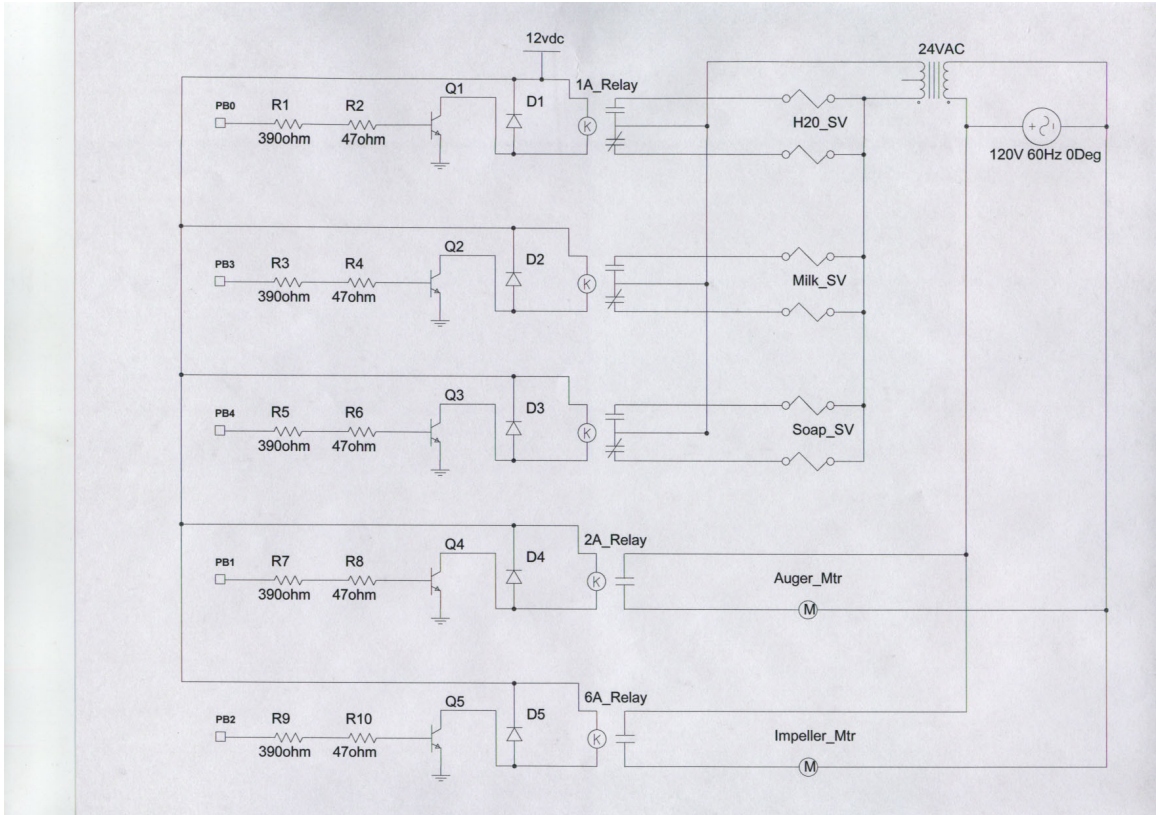 12vdc
24VAC
1A_Relay
Q1
D1
PB0
R1
R2
390ohm
47ohm
K
H20_SV
120V 60Hz 0Deg
Q2
D2
PB3
R3
R4
390ohm
47ohm
K
Milk_SV
Q3
D3
PB4
R5
R6
390ohm
47ohm
K
Soap_SV
2A_Relay
Q4
D4
PB1
R7
R8
390ohm
47ohm
K
Auger_Mtr
M
6A_Relay
Q5
D5
PB2
R9
R10
390ohm
47ohm
K
Impeller_Mtr
M